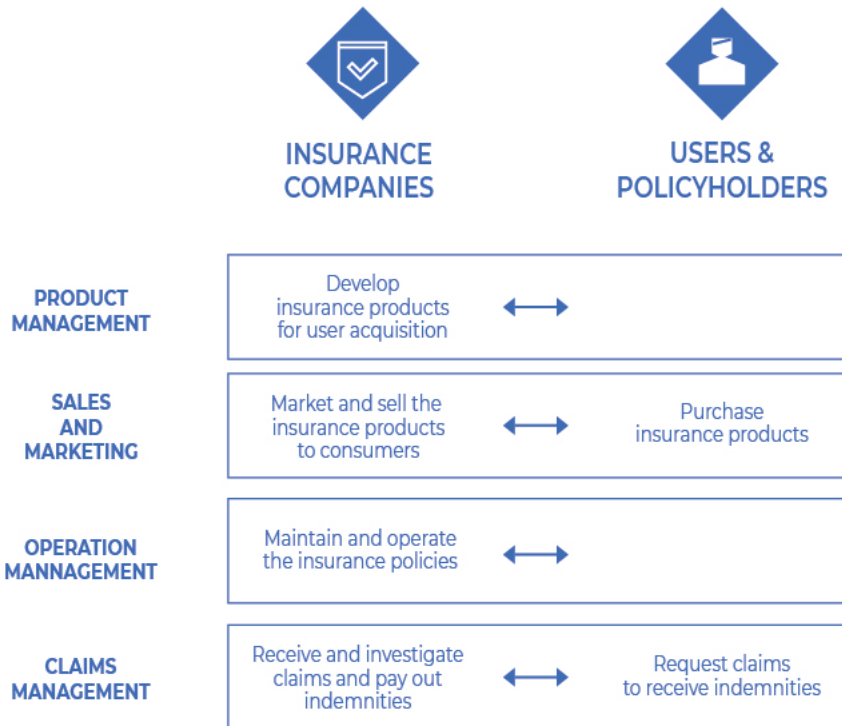 INSURANCE
COMPANIES
USERS &
POLICYHOLDERS
PRODUCT
MANAGEMENT
Develop
insurance products
for user acquisition
SALES
AND
MARKETING
Market and sell the
insurance products
to consumers
Purchase
insurance products
OPERATION
MANNAGEMENT
Maintain and operate
the insurance policies
CLAIMS
MANAGEMENT
Receive and investigate
claims and pay out
indemnities
Request claims
to receive indemnities